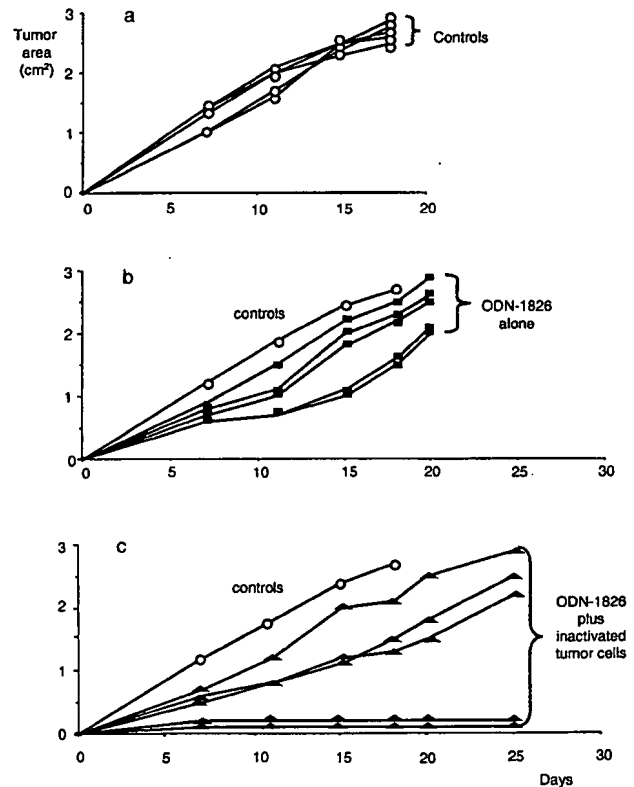 a
Tumor
area
(cm²)
3
2
1
0
0 5 10 15 20
Controls
b
3
2
1
0
0 5 10 15 20 25 30
controls
ODN-1826
alone
c
3
2
1
0
0 5 10 15 20 25 30
controls
ODN-1826
plus
inactivated
tumor cells
Days